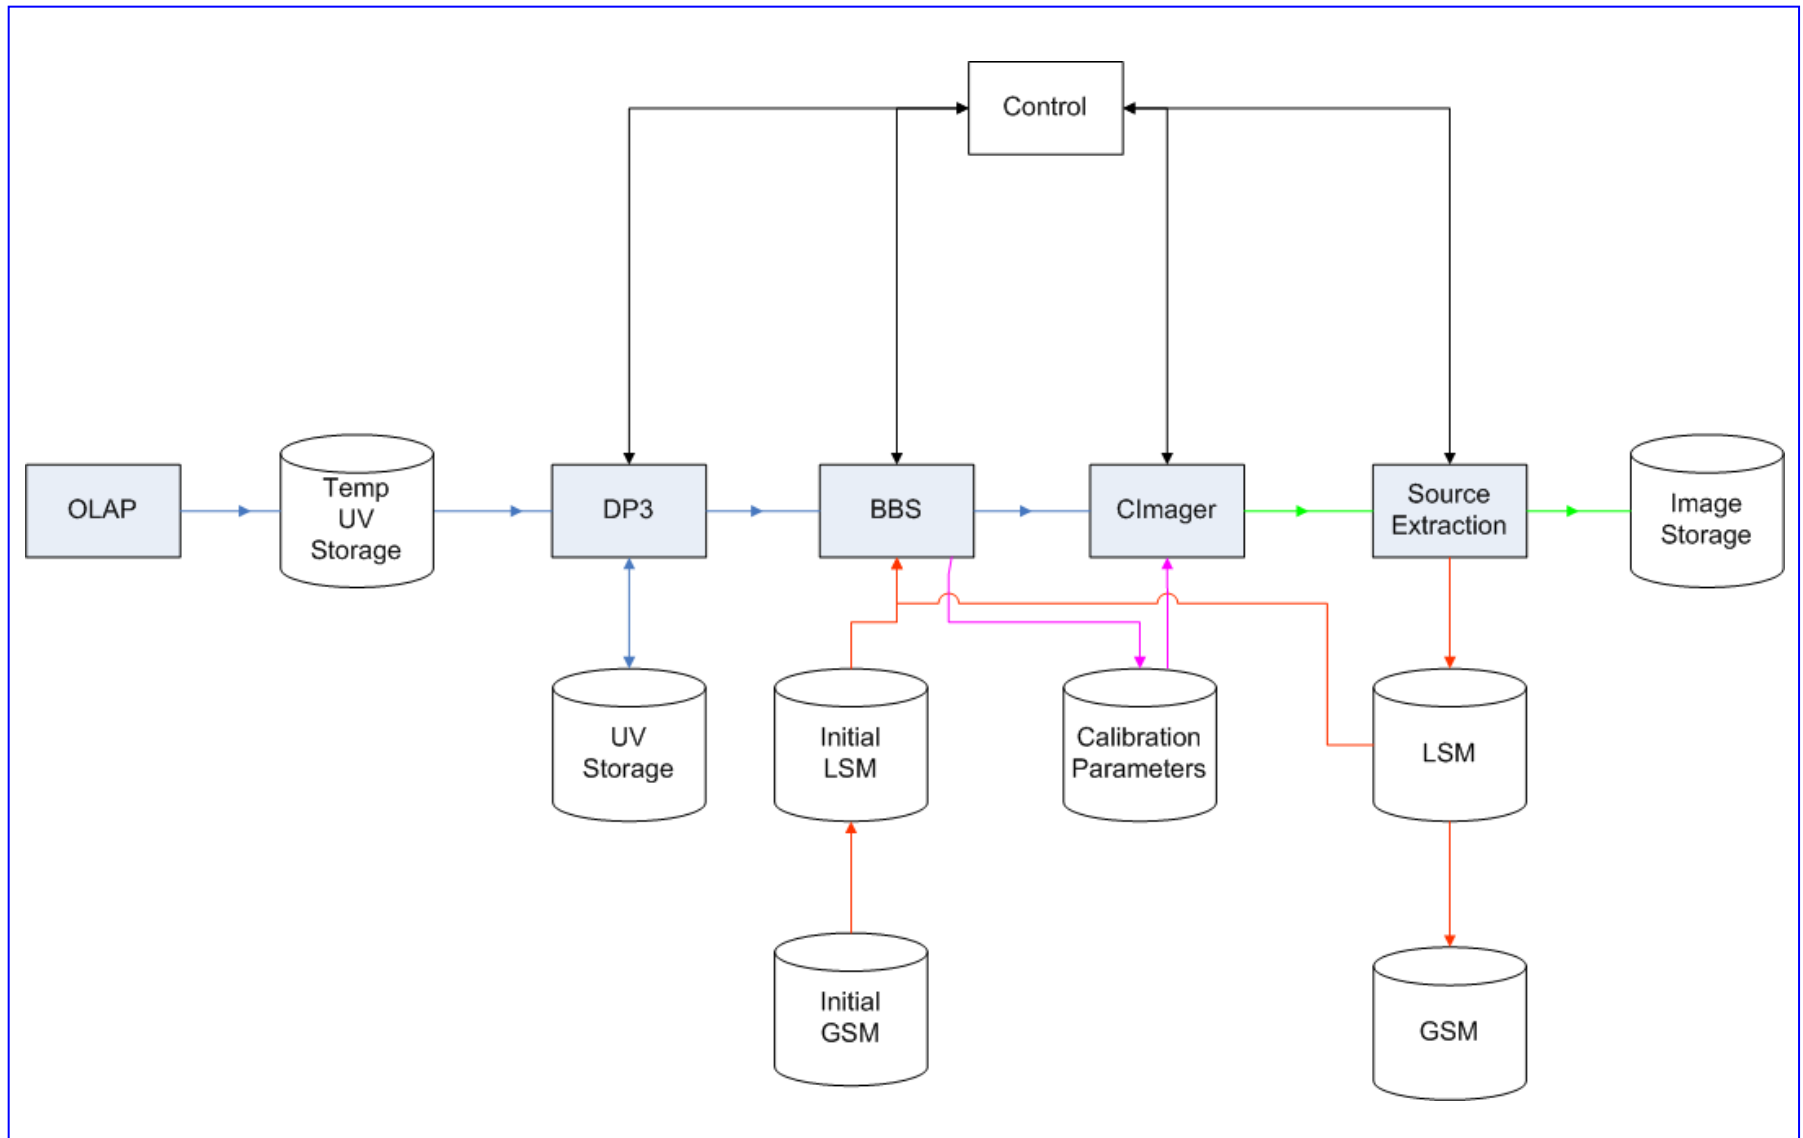 Control
OLAP
Temp
UV
Storage
DP3
BBS
CImager
Source
Extraction
Image
Storage
UV
Storage
Initial
LSM
Calibration
Parameters
LSM
Initial
GSM
GSM